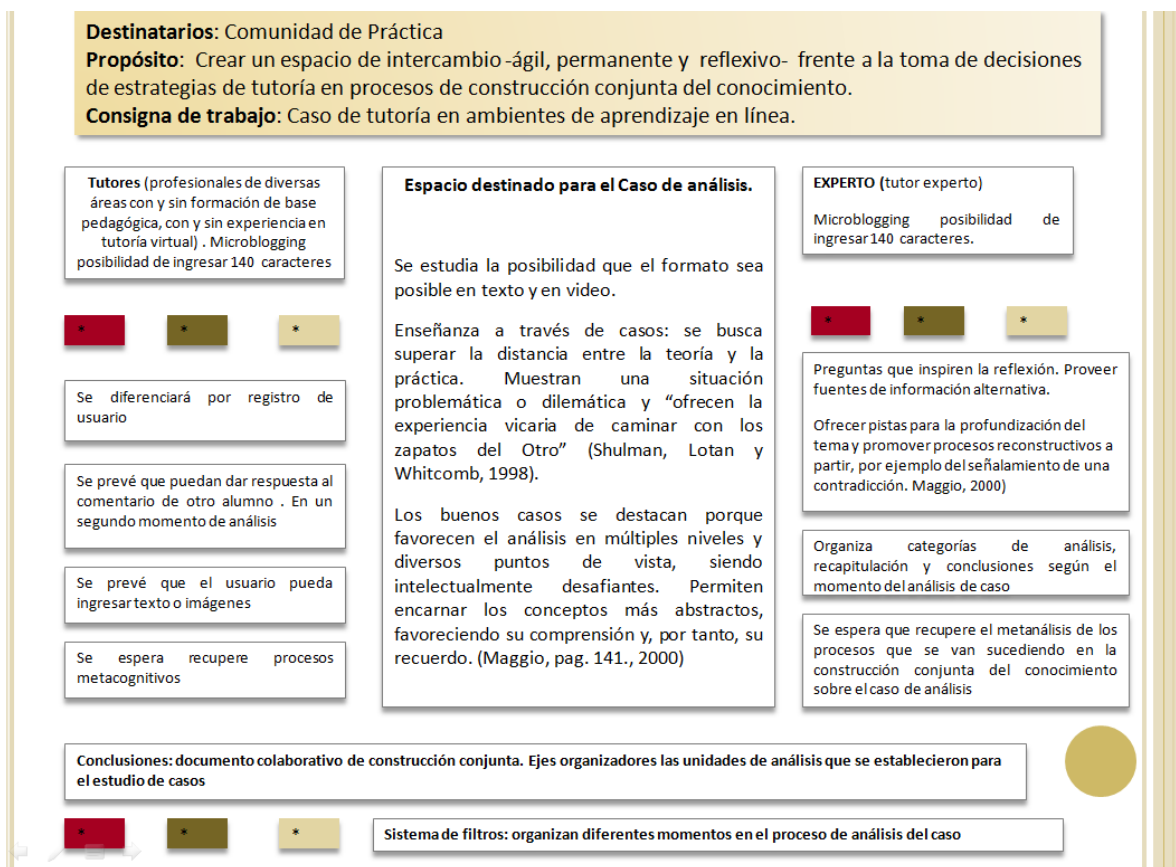 Destinatarios: Comunidad de Práctica
Propósito: Crear un espacio de intercambio -ágil, permanente y reflexivo- frente a la toma de decisiones
de estrategias de tutoría en procesos de construcción conjunta del conocimiento.
Consigna de trabajo: Caso de tutoría en ambientes de aprendizaje en línea.
Tutores (profesionales de diversas
áreas con y sin formación de base
pedagógica, con y sin experiencia en
tutoría virtual) . Microblogging
posibilidad de ingresar 140 caracteres
* * *
Se diferenciará por registro de
usuario
Se prevé que puedan dar respuesta al
comentario de otro alumno . En un
segundo momento de análisis
Se prevé que el usuario pueda
ingresar texto o imágenes
Se espera recupere procesos
metacognitivos
Espacio destinado para el Caso de análisis.
Se estudia la posibilidad que el formato sea
posible en texto y en video.
Enseñanza a través de casos: se busca
superar la distancia entre la teoría y la
práctica. Muestran una situación
problemática o dilemática y “ofrecen la
experiencia vicaria de caminar con los
zapatos del Otro” (Shulman, Lotan y
Whitcomb, 1998).
Los buenos casos se destacan porque
favorecen el análisis en múltiples niveles y
diversos puntos de vista, siendo
intelectualmente desafiantes. Permiten
encarnar los conceptos más abstractos,
favoreciendo su comprensión y, por tanto, su
recuerdo. (Maggio, pag. 141., 2000)
EXPERTO (tutor experto)
Microblogging posibilidad de
ingresar 140 caracteres.
* * *
Preguntas que inspiren la reflexión. Proveer
fuentes de información alternativa.
Ofrecer pistas para la profundización del
tema y promover procesos reconstructivos a
partir, por ejemplo del señalamiento de una
contradicción. Maggio, 2000)
Organiza categorías de análisis,
recapitulación y conclusiones según el
momento del análisis de caso
Se espera que recupere el metanálisis de los
procesos que se van sucediendo en la
construcción conjunta del conocimiento
sobre el caso de análisis
Conclusiones: documento colaborativo de construcción conjunta. Ejes organizadores las unidades de análisis que se establecieron para
el estudio de casos
* * *
Sistema de filtros: organizan diferentes momentos en el proceso de análisis del caso